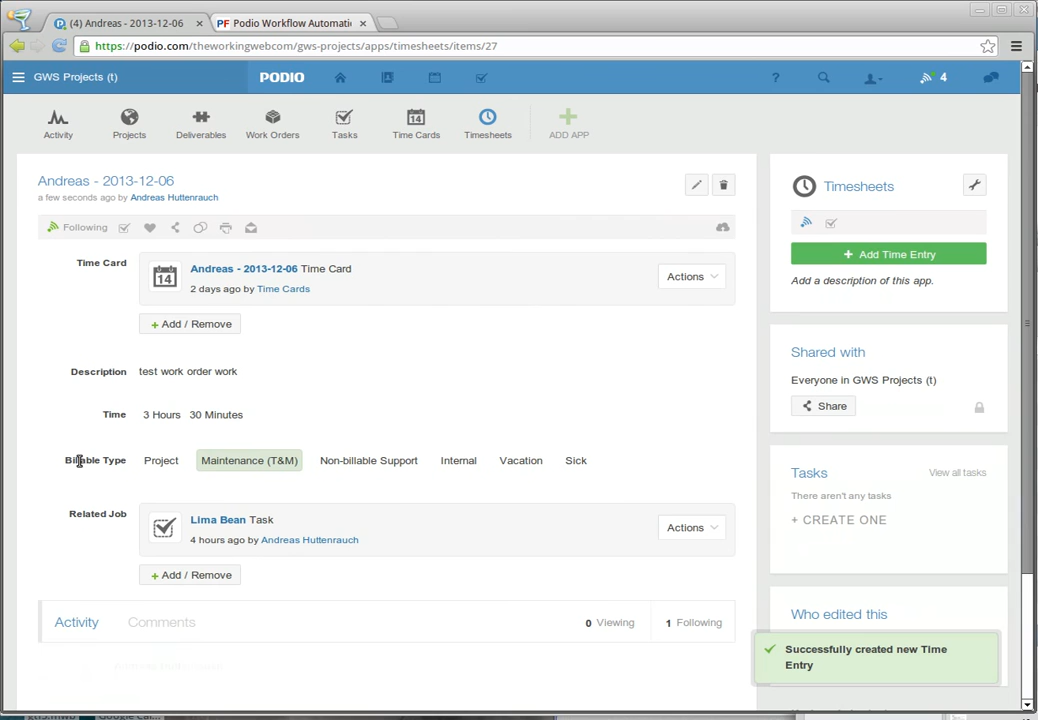 (4) Andreas - 2013-12-06
PF Podio Workflow Automati
https://podio.com/theworkingwebcom/gws-projects/apps/timesheets/items/27
GWS Projects (t)
PODIO
?
4
Activity
Projects
Deliverables
Work Orders
Tasks
14
Time Cards
Timesheets
ADD APP
Andreas - 2013-12-06
a few seconds ago by Andreas Huttenrauch
Following
Time Card
14
Andreas - 2013-12-06 Time Card
2 days ago by Time Cards
Actions
+ Add / Remove
Description
test work order work
Time
3 Hours 30 Minutes
Billable Type
Project
Maintenance (T&M)
Non-billable Support
Internal
Vacation
Sick
Related Job
Lima Bean Task
4 hours ago by Andreas Huttenrauch
Actions
+ Add / Remove
Activity
Comments
0 Viewing
1 Following
Timesheets
+ Add Time Entry
Add a description of this app.
Shared with
Everyone in GWS Projects (t)
Share
Tasks
View all tasks
There aren't any tasks
+ CREATE ONE
Who edited this
Successfully created new Time
Entry